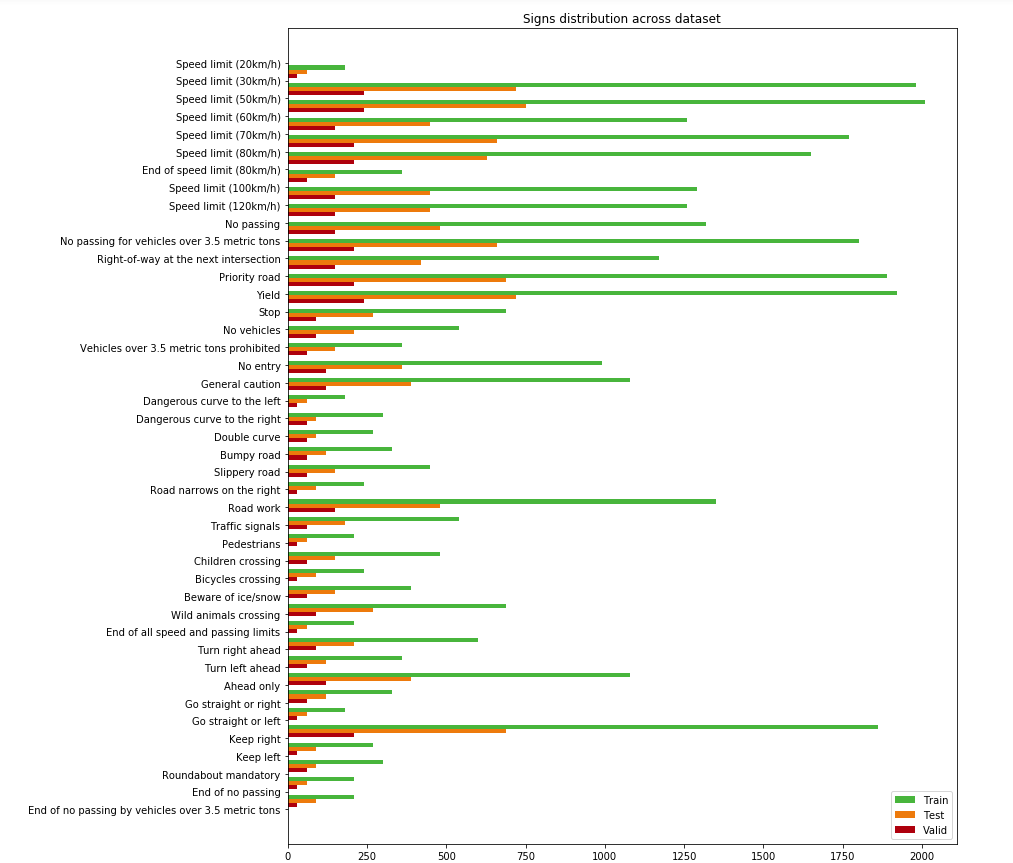 Signs distribution across dataset
Speed limit (20km/h)
Speed limit (30km/h)
Speed limit (50km/h)
Speed limit (60km/h)
Speed limit (70km/h)
Speed limit (80km/h)
End of speed limit (80km/h)
Speed limit (100km/h)
Speed limit (120km/h)
No passing
No passing for vehicles over 3.5 metric tons
Right-of-way at the next intersection
Priority road
Yield
Stop
No vehicles
Vehicles over 3.5 metric tons prohibited
No entry
General caution
Dangerous curve to the left
Dangerous curve to the right
Double curve
Bumpy road
Slippery road
Road narrows on the right
Road work
Traffic signals
Pedestrians
Children crossing
Bicycles crossing
Beware of ice/snow
Wild animals crossing
End of all speed and passing limits
Turn right ahead
Turn left ahead
Ahead only
Go straight or right
Go straight or left
Keep right
Keep left
Roundabout mandatory
End of no passing
End of no passing by vehicles over 3.5 metric tons
Train
Test
Valid
0 250 500 750 1000 1250 1500 1750 2000